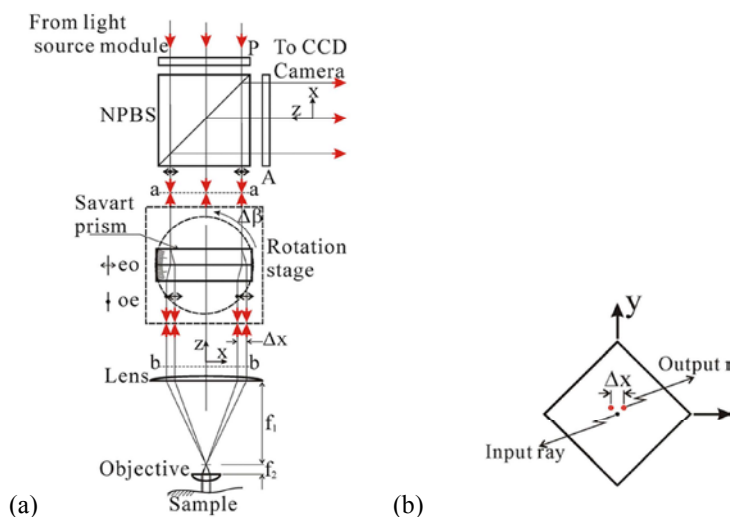 From light
source module
P
To CCD
Camera
NPBS
x
z
A
a
a
Δβ
Savart
prism
Rotation
stage
eo
oe
Δx
z
x
b
b
Lens
f₁
f₂
Objective
Sample
(a)
y
Δx
Output r
Input ray
(b)